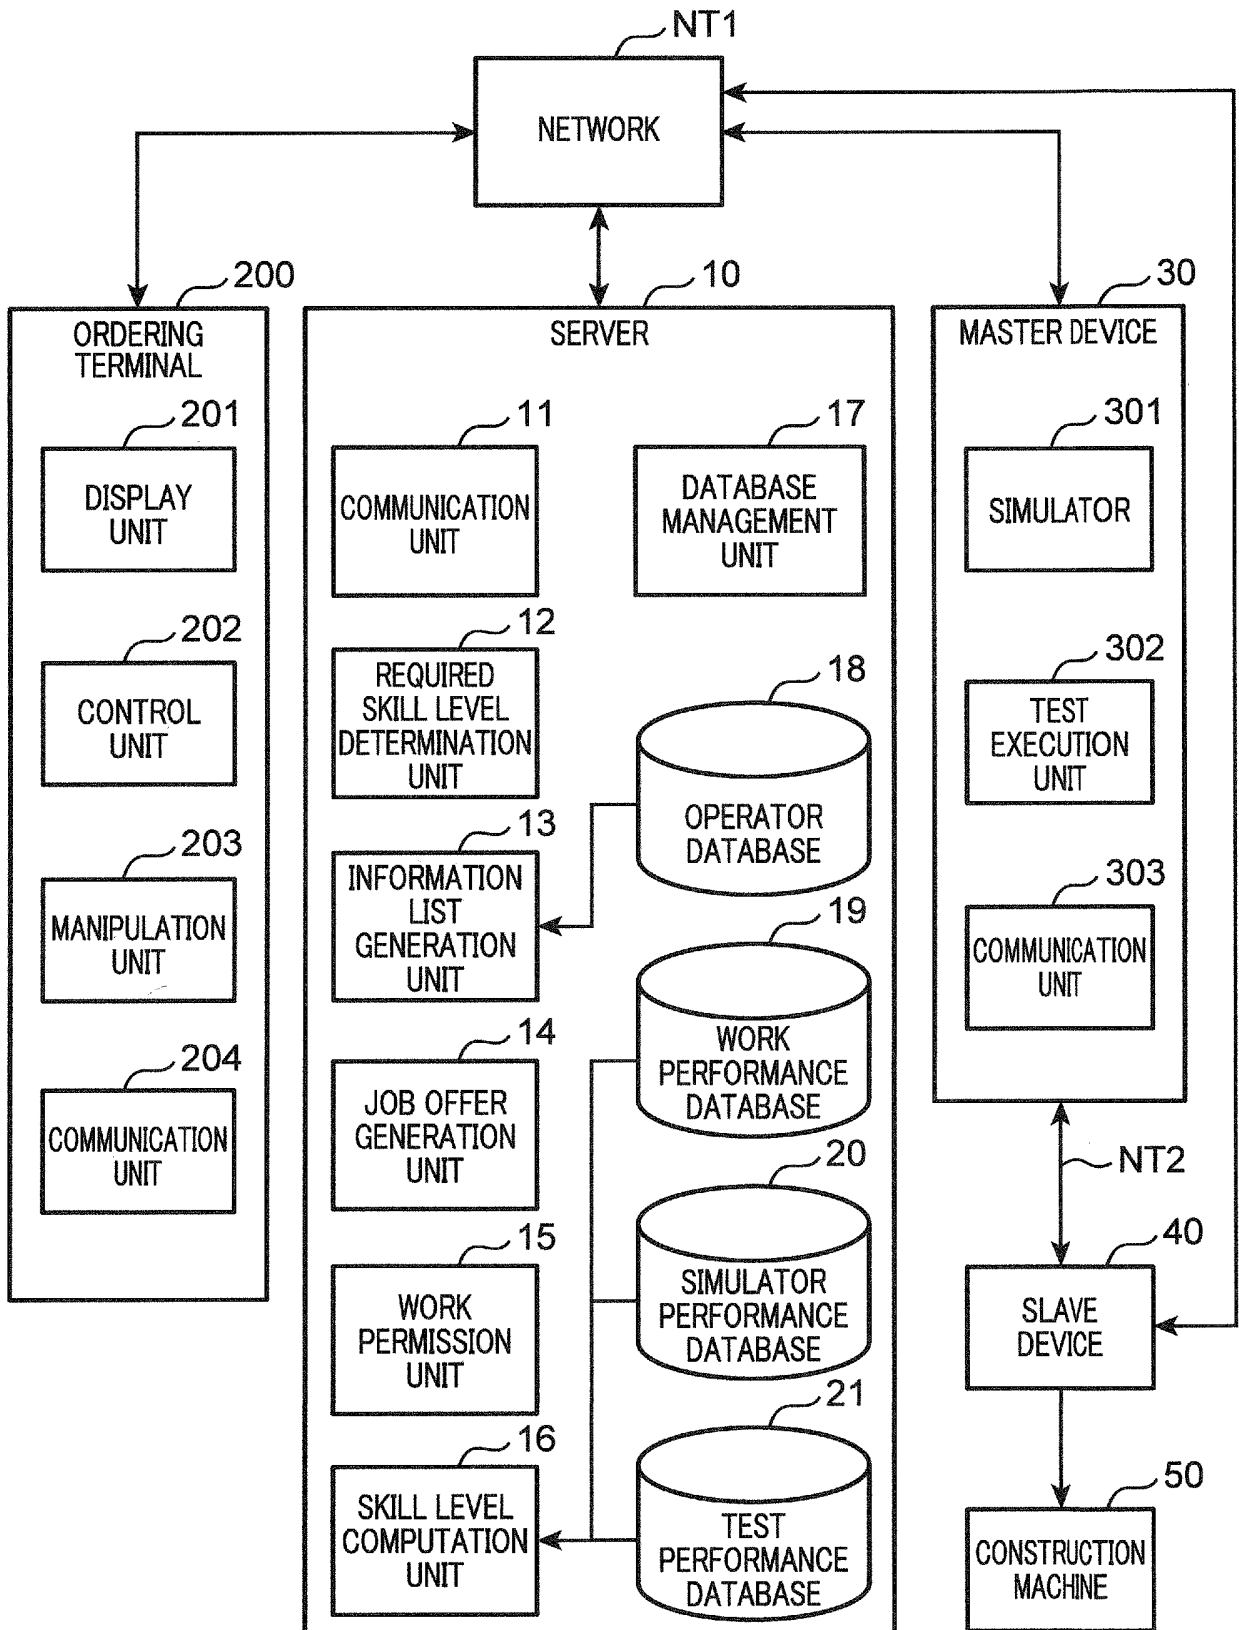 NT1
NETWORK
200
ORDERING
TERMINAL
201
DISPLAY
UNIT
202
CONTROL
UNIT
203
MANIPULATION
UNIT
204
COMMUNICATION
UNIT
10
SERVER
11
COMMUNICATION
UNIT
12
REQUIRED
SKILL LEVEL
DETERMINATION
UNIT
13
INFORMATION
LIST
GENERATION
UNIT
14
JOB OFFER
GENERATION
UNIT
15
WORK
PERMISSION
UNIT
16
SKILL LEVEL
COMPUTATION
UNIT
17
DATABASE
MANAGEMENT
UNIT
18
OPERATOR
DATABASE
19
WORK
PERFORMANCE
DATABASE
20
SIMULATOR
PERFORMANCE
DATABASE
21
TEST
PERFORMANCE
DATABASE
30
MASTER DEVICE
301
SIMULATOR
302
TEST
EXECUTION
UNIT
303
COMMUNICATION
UNIT
NT2
40
SLAVE
DEVICE
50
CONSTRUCTION
MACHINE